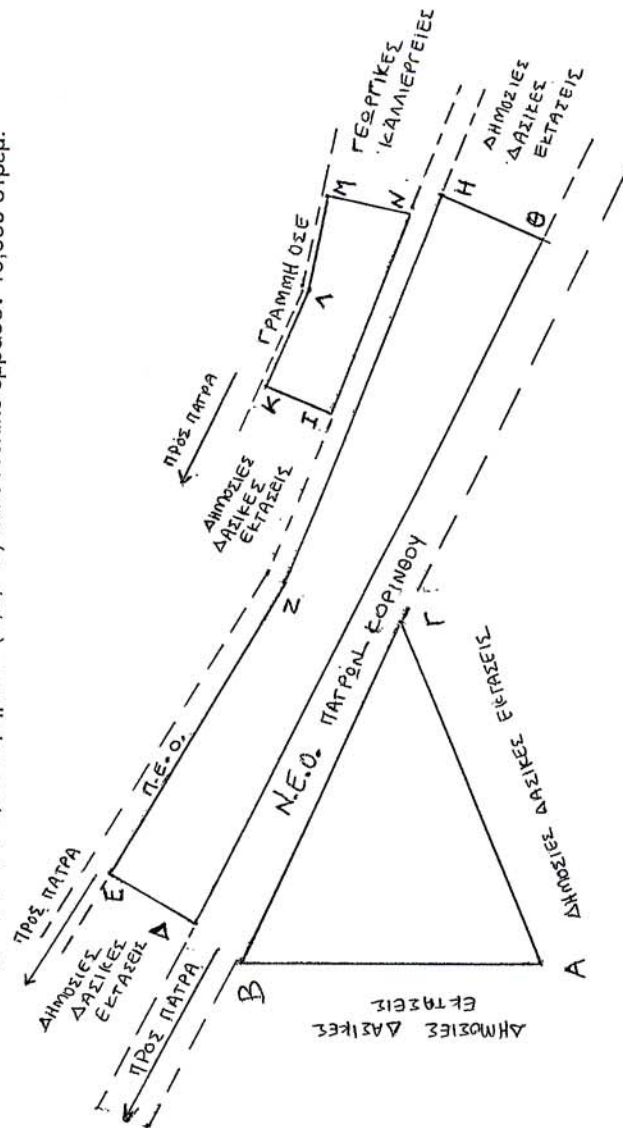 ΠΡΟΣ ΠΑΤΡΑ
Π.Ε.Ο.
ΔΗΜΟΣΙΕΣ
ΔΑΣΙΚΕΣ
ΕΚΤΑΣΕΙΣ
Ε
Δ
ΠΡΟΣ ΠΑΤΡΑ
Β
Ν.Ε.Ο. ΠΑΤΡΩΝ ΚΟΡΙΝΘΟΥ
Ζ
ΠΡΟΣ ΠΑΤΡΑ
ΓΡΑΜΜΗ ΟΣΕ
ΔΗΜΟΣΙΕΣ
ΔΑΣΙΚΕΣ
ΕΚΤΑΣΕΙΣ
Κ
Ι
Λ
Μ
Ν
ΓΕΩΡΓΙΚΕΣ
ΚΑΛΛΙΕΡΓΕΙΕΣ
Η
Θ
ΔΗΜΟΣΙΕΣ
ΔΑΣΙΚΕΣ
ΕΚΤΑΣΕΙΣ
Γ
Α
ΔΗΜΟΣΙΕΣ ΔΑΣΙΚΕΣ ΕΚΤΑΣΕΙΣ
ΔΗΜΟΣΙΕΣ ΔΑΣΙΚΕΣ
ΕΚΤΑΣΕΙΣ